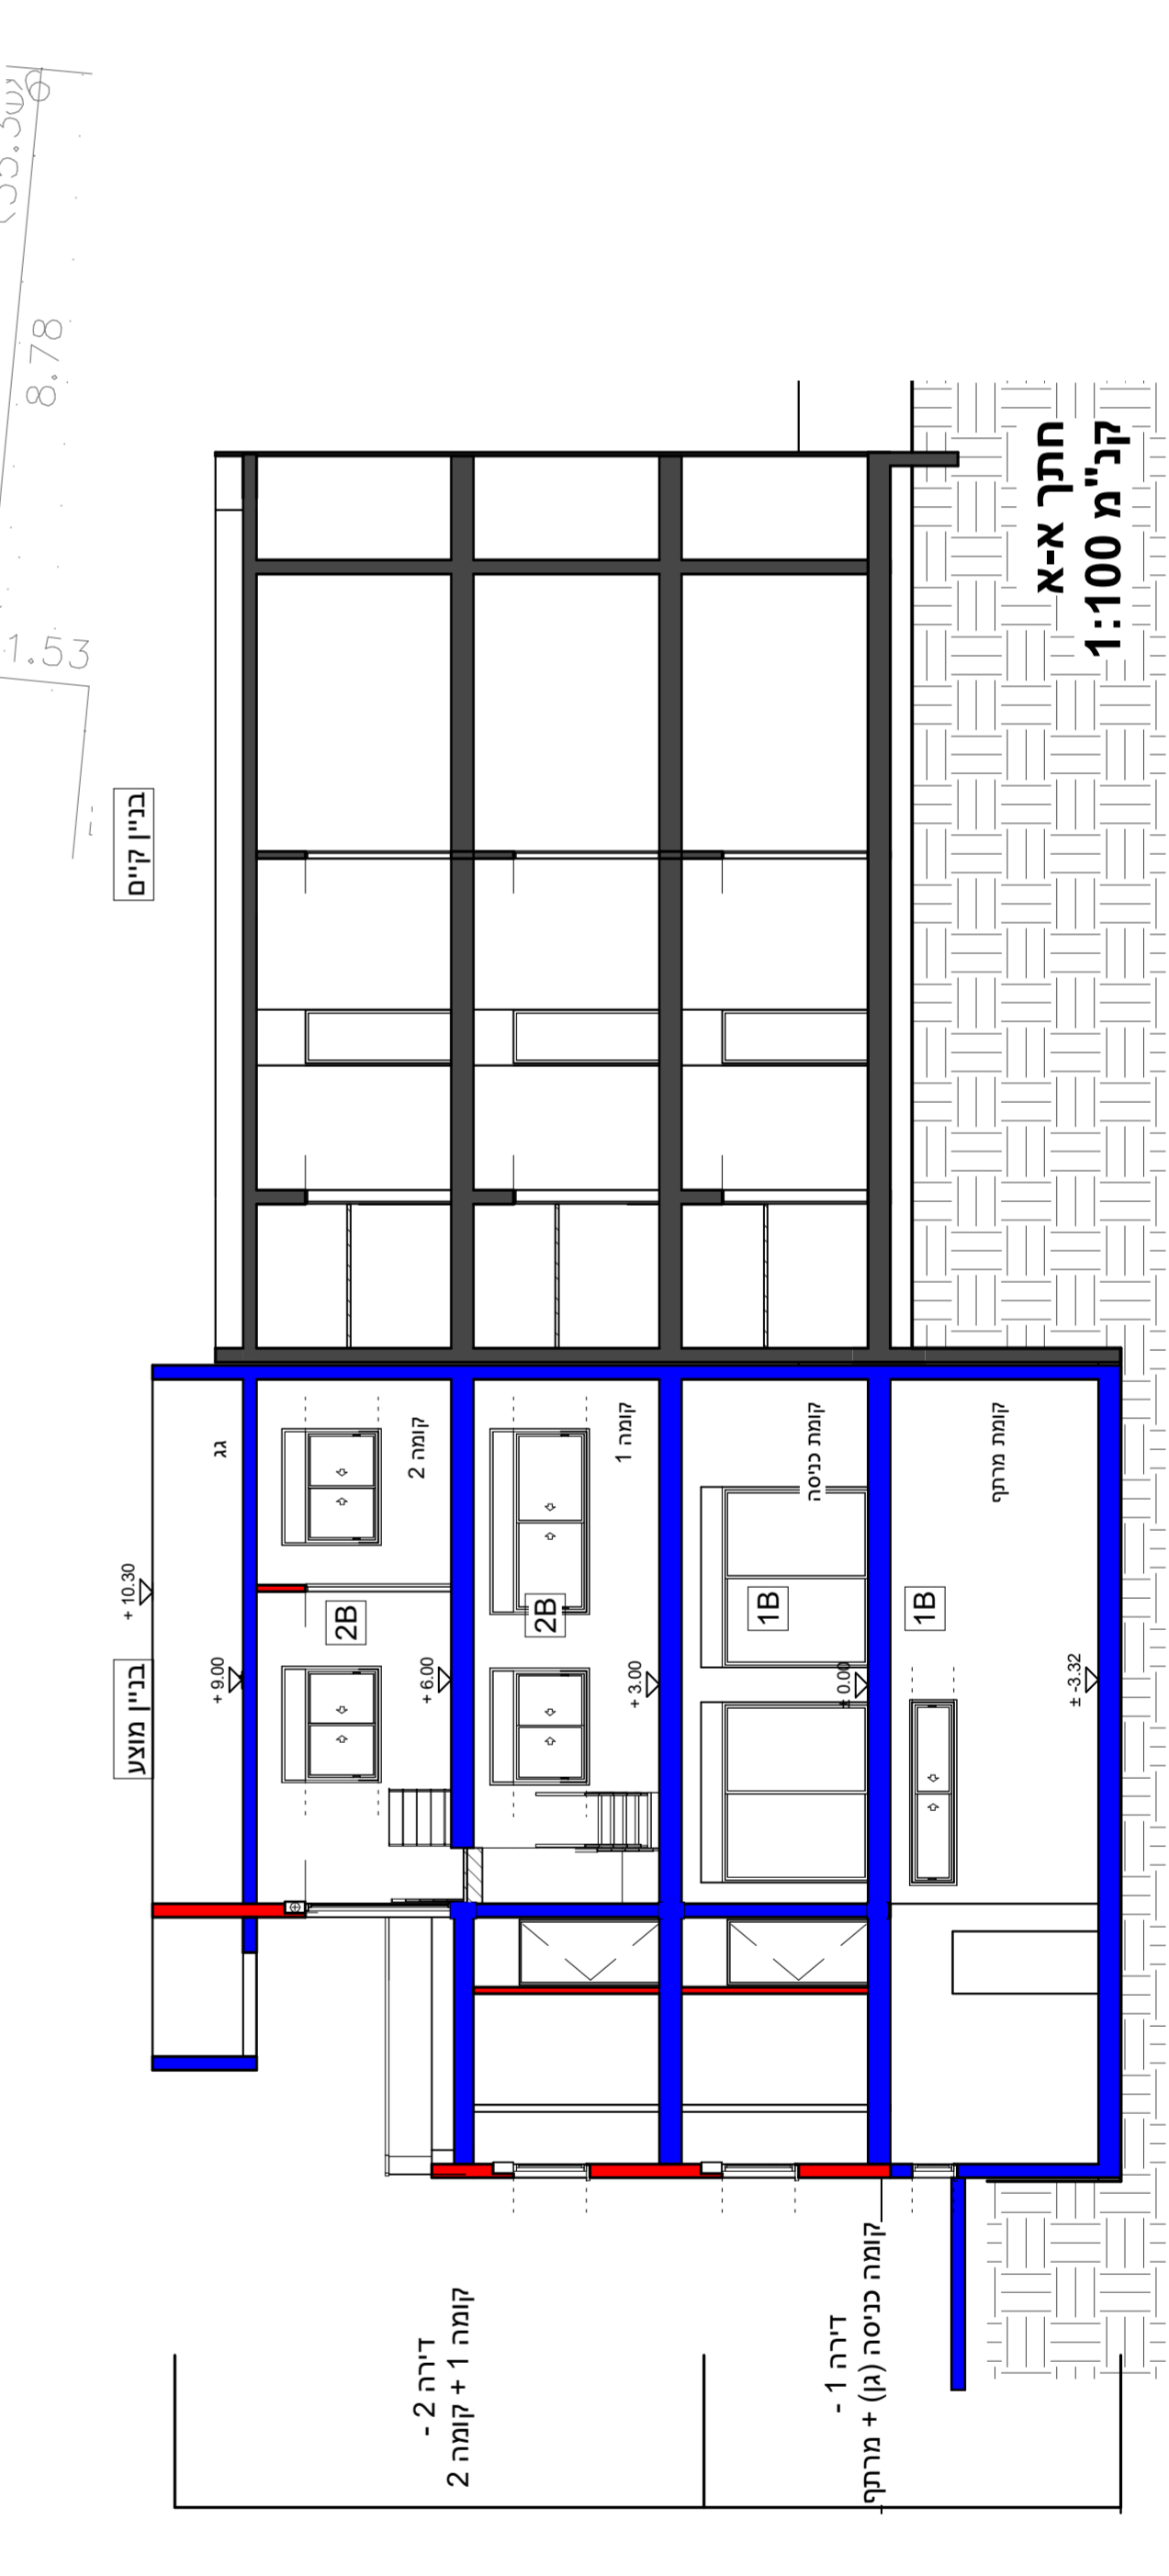 8.78
1.53
בניין קיים
בניין מוצע
+ 10.30
גג
+ 9.00
קומה 2
2B
+ 6.00
קומה 1
2B
+ 3.00
קומת כניסה
1B
± 0.00
קומת מרתף
1B
± -3.32
דירה 2 -
קומה 1 + קומה 2
דירה 1 -
קומה כניסה (גן) + מרתף
חתך א-א
קנ"מ 1:100